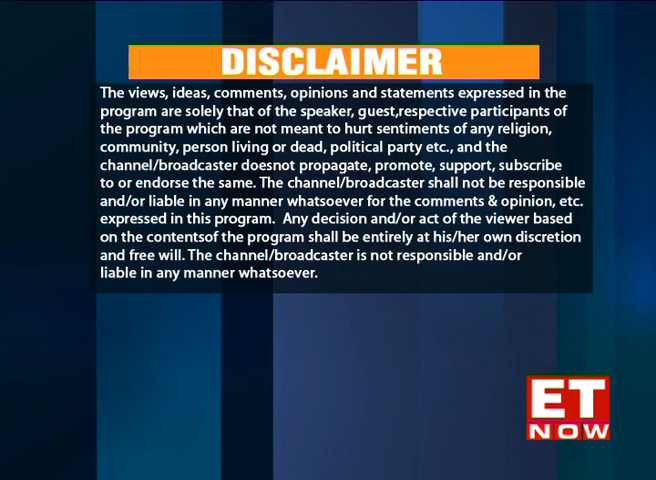 DISCLAIMER
The views, ideas, comments, opinions and statements expressed in the
program are solely that of the speaker, guest,respective participants of
the program which are not meant to hurt sentiments of any religion,
community, person living or dead, political party etc., and the
channel/broadcaster doesnot propagate, promote, support, subscribe
to or endorse the same. The channel/broadcaster shall not be responsible
and/or liable in any manner whatsoever for the comments & opinion, etc.
expressed in this program.  Any decision and/or act of the viewer based
on the contentsof the program shall be entirely at his/her own discretion
and free will. The channel/broadcaster is not responsible and/or
liable in any manner whatsoever.
ET
NOW